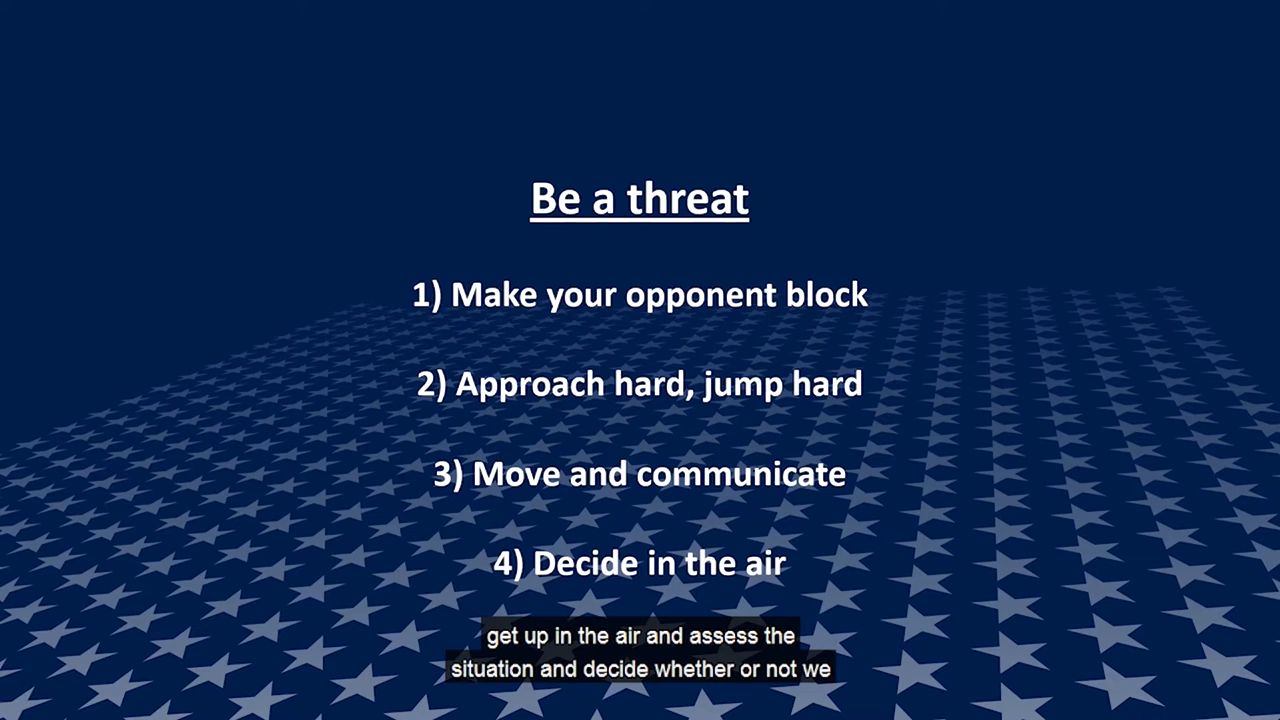 Be a threat
1) Make your opponent block
2) Approach hard, jump hard
3) Move and communicate
4) Decide in the air
get up in the air and assess the
situation and decide whether or not we